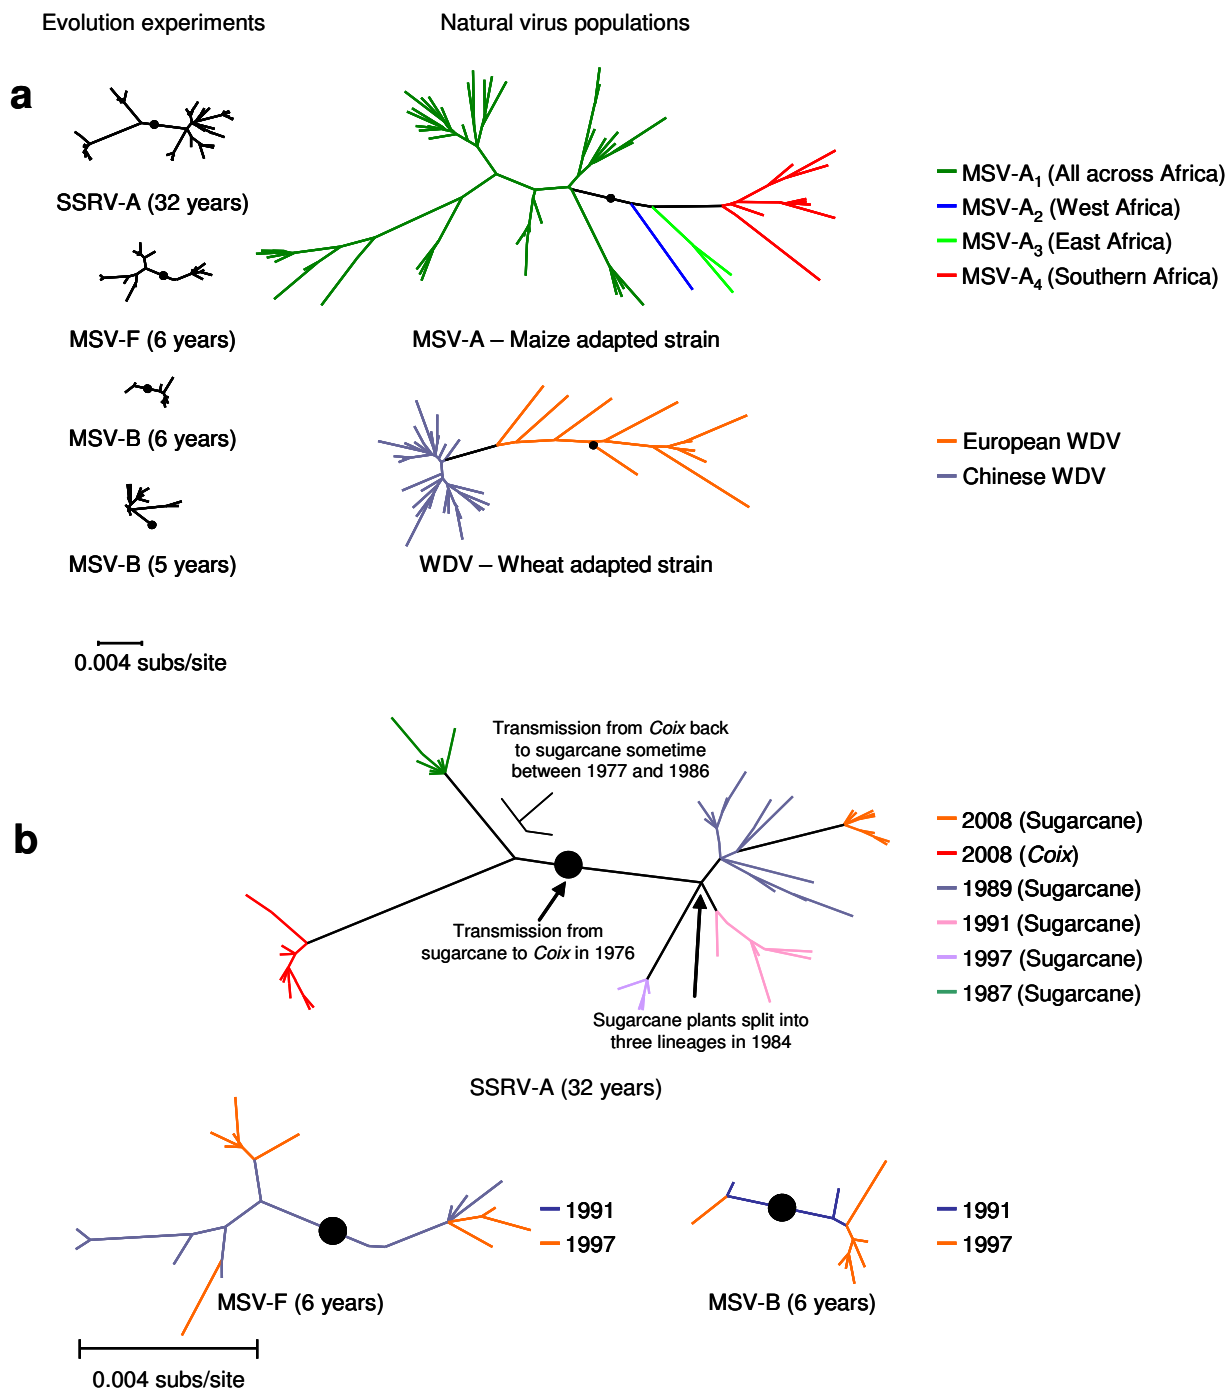 Evolution experiments
Natural virus populations
a
SSRV-A (32 years)
MSV-F (6 years)
MSV-B (6 years)
MSV-B (5 years)
0.004 subs/site
MSV-A – Maize adapted strain
MSV-A1 (All across Africa)
MSV-A2 (West Africa)
MSV-A3 (East Africa)
MSV-A4 (Southern Africa)
WDV – Wheat adapted strain
European WDV
Chinese WDV
b
Transmission from Coix back
to sugarcane sometime
between 1977 and 1986
Transmission from
sugarcane to Coix in 1976
Sugarcane plants split into
three lineages in 1984
SSRV-A (32 years)
2008 (Sugarcane)
2008 (Coix)
1989 (Sugarcane)
1991 (Sugarcane)
1997 (Sugarcane)
1987 (Sugarcane)
1991
1997
MSV-F (6 years)
1991
1997
MSV-B (6 years)
0.004 subs/site